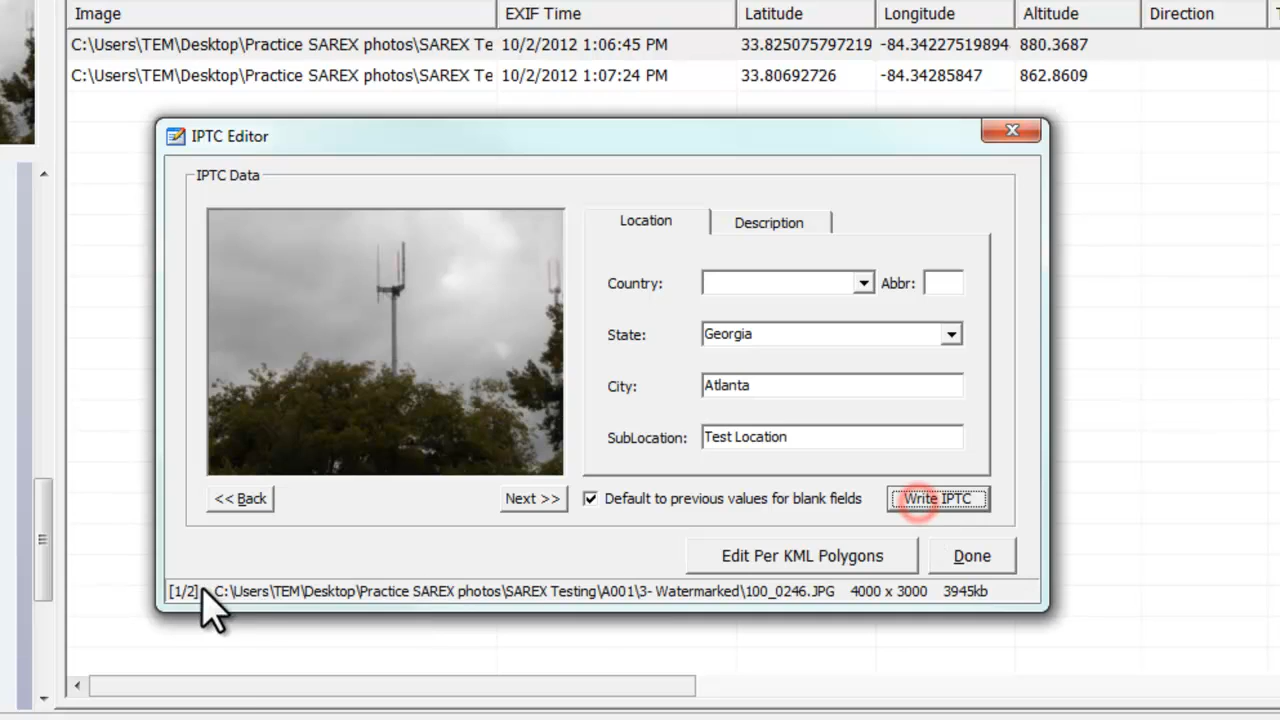 Image EXIF Time Latitude Longitude Altitude Direction
C:\Users\TEM\Desktop\Practice SAREX photos\SAREX Te 10/2/2012 1:06:45 PM 33.825075797219 -84.34227519894 880.3687
C:\Users\TEM\Desktop\Practice SAREX photos\SAREX Te 10/2/2012 1:07:24 PM 33.80692726 -84.34285847 862.8609
IPTC Editor
IPTC Data
Location Description
Country: Abbr:
State: Georgia
City: Atlanta
SubLocation: Test Location
<< Back Next >> Default to previous values for blank fields Write IPTC
Edit Per KML Polygons Done
[1/2] C:\Users\TEM\Desktop\Practice SAREX photos\SAREX Testing\A001\3- Watermarked\100_0246.JPG 4000 x 3000 3945kb